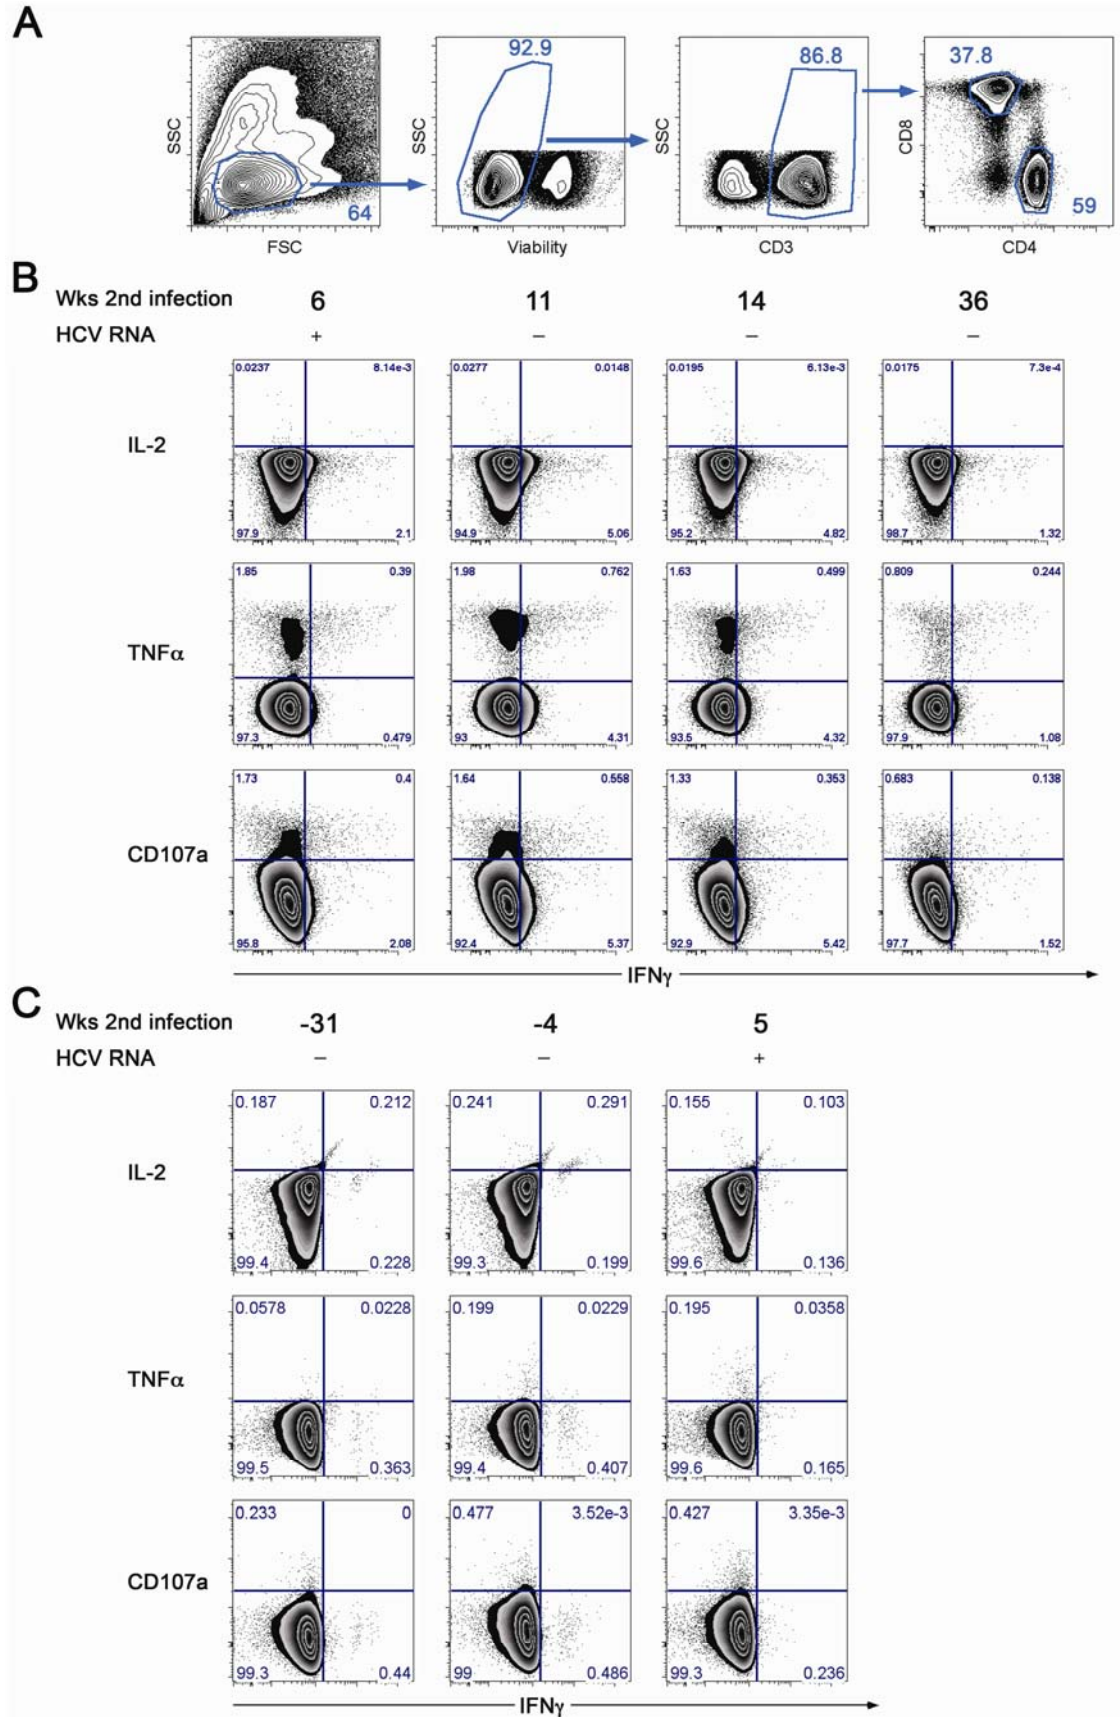 A
SSC
64
FSC
92.9
SSC
Viability
86.8
SSC
CD3
37.8
CD8
59
CD4
B
Wks 2nd infection 6 11 14 36
HCV RNA + – – –
IL-2
0.0237 8.14e-3 0.0277 0.0148 0.0195 6.13e-3 0.0175 7.3e-4
97.9 2.1 94.9 5.06 95.2 4.82 98.7 1.32
TNFα
1.85 0.39 1.98 0.762 1.63 0.499 0.809 0.244
97.3 0.479 93 4.31 93.5 4.32 97.9 1.08
CD107a
1.73 0.4 1.64 0.558 1.33 0.353 0.683 0.138
95.8 2.08 92.4 5.37 92.9 5.42 97.7 1.52
IFNγ
C
Wks 2nd infection -31 -4 5
HCV RNA – – +
IL-2
0.187 0.212 0.241 0.291 0.155 0.103
99.4 0.228 99.3 0.199 99.6 0.136
TNFα
0.0578 0.0228 0.199 0.0229 0.195 0.0358
99.5 0.363 99.4 0.407 99.6 0.165
CD107a
0.233 0 0.477 3.52e-3 0.427 3.35e-3
99.3 0.44 99 0.486 99.3 0.236
IFNγ